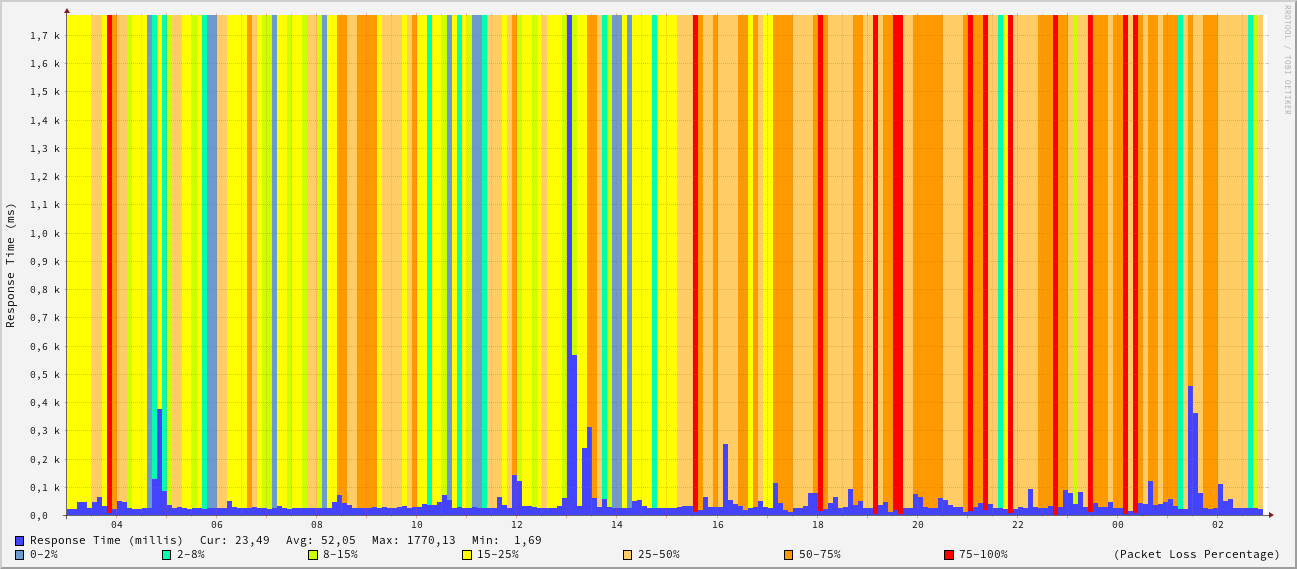 RRDTOOL / TOBI OETIKER
Response Time (ms)
1,7 k
1,6 k
1,5 k
1,4 k
1,3 k
1,2 k
1,1 k
1,0 k
0,9 k
0,8 k
0,7 k
0,6 k
0,5 k
0,4 k
0,3 k
0,2 k
0,1 k
0,0
04 06 08 10 12 14 16 18 20 22 00 02
Response Time (millis) Cur: 23,49 Avg: 52,05 Max: 1770,13 Min: 1,69
0-2% 2-8% 8-15% 15-25% 25-50% 50-75% 75-100% (Packet Loss Percentage)